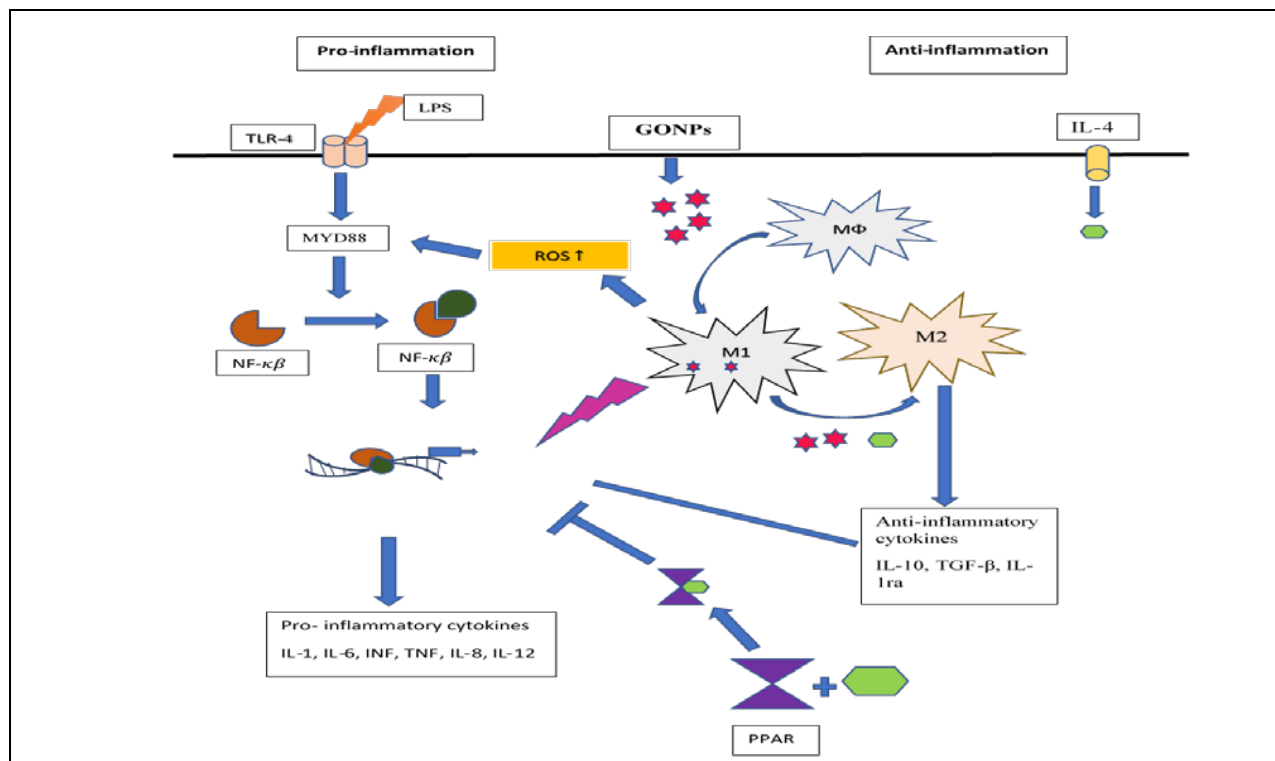 Pro-inflammation
Anti-inflammation
LPS
TLR-4
GONPs
IL-4
MΦ
MYD88
ROS ↑
M1
M2
NF-κβ
NF-κβ
Anti-inflammatory
cytokines
IL-10, TGF-β, IL-
1ra
Pro- inflammatory cytokines
IL-1, IL-6, INF, TNF, IL-8, IL-12
PPAR